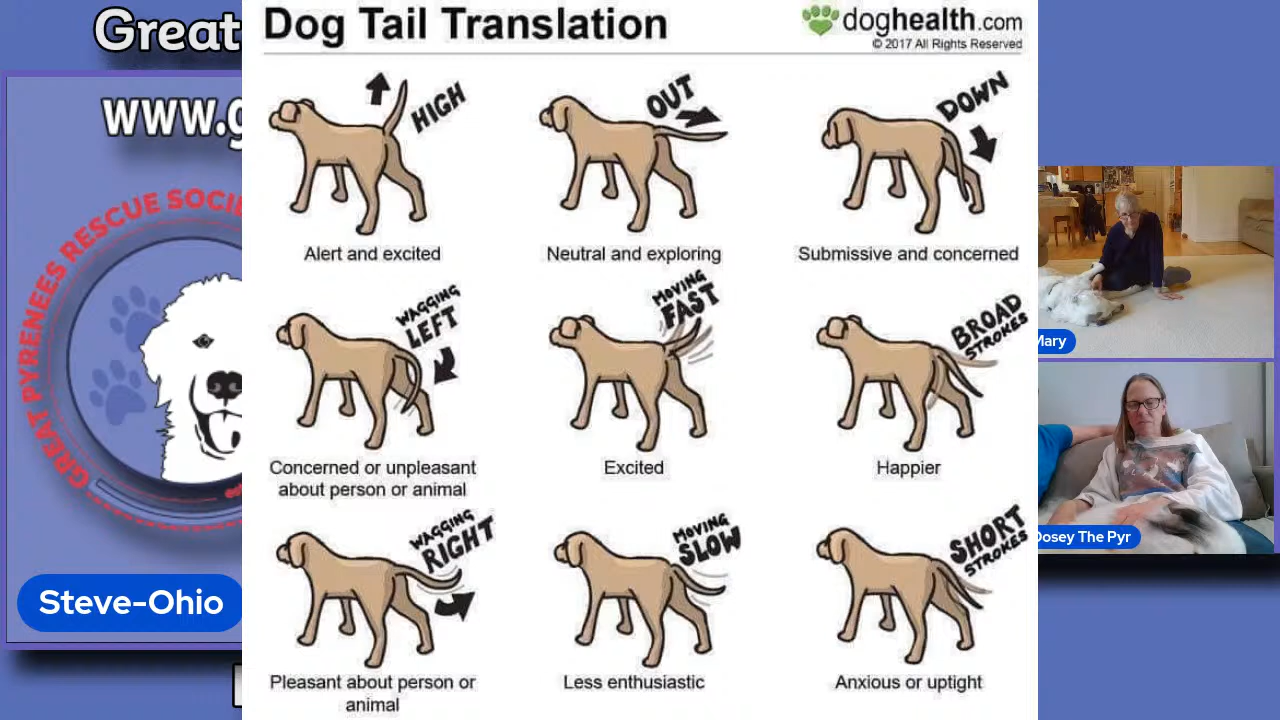 Great
www.g
GREAT PYRENEES RESCUE SOCIE
Steve-Ohio
Dog Tail Translation
doghealth.com
© 2017 All Rights Reserved
HIGH
OUT
DOWN
Alert and excited
Neutral and exploring
Submissive and concerned
WAGGING
LEFT
MOVING
FAST
BROAD
STROKES
Concerned or unpleasant
about person or animal
Excited
Happier
WAGGING
RIGHT
MOVING
SLOW
SHORT
STROKES
Pleasant about person or
animal
Less enthusiastic
Anxious or uptight
Mary
Dosey The Pyr